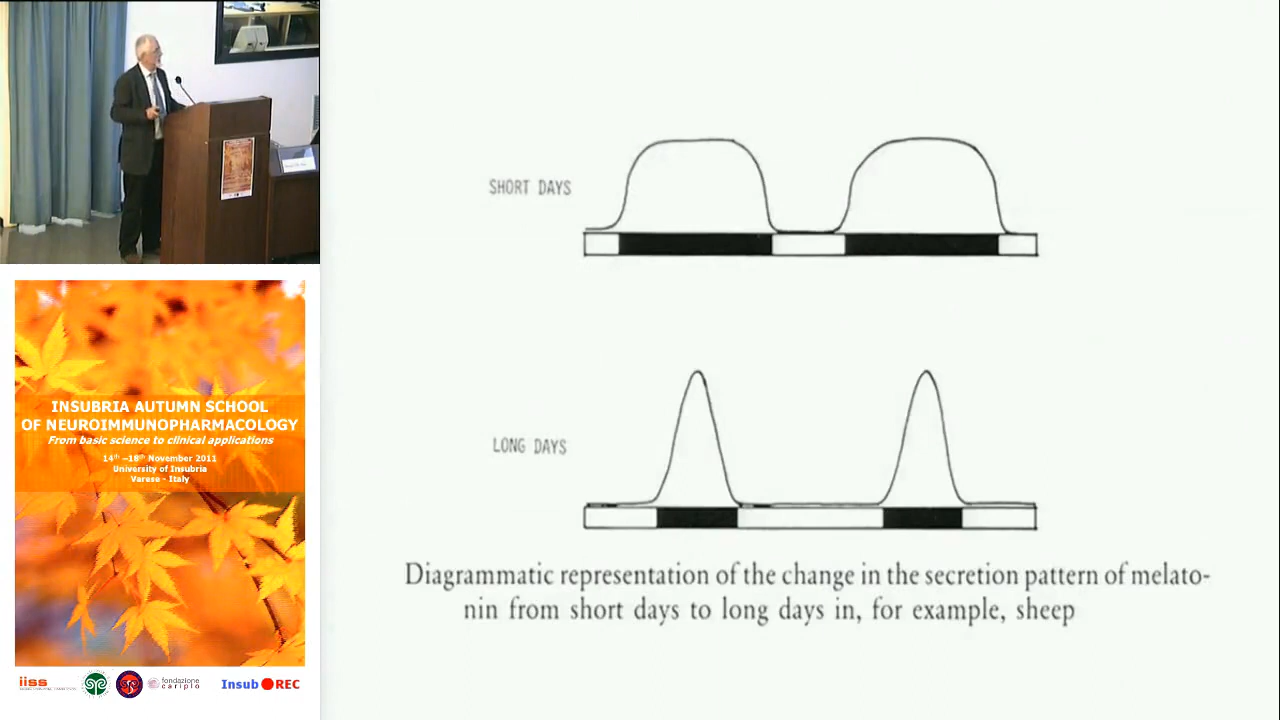 SHORT DAYS
LONG DAYS
Diagrammatic representation of the change in the secretion pattern of melato-
nin from short days to long days in, for example, sheep
INSUBRIA AUTUMN SCHOOL
OF NEUROIMMUNOPHARMACOLOGY
From basic science to clinical applications
14th –18th November 2011
University of Insubria
Varese - Italy
iiss
fondazione
cariplo
Insub REC